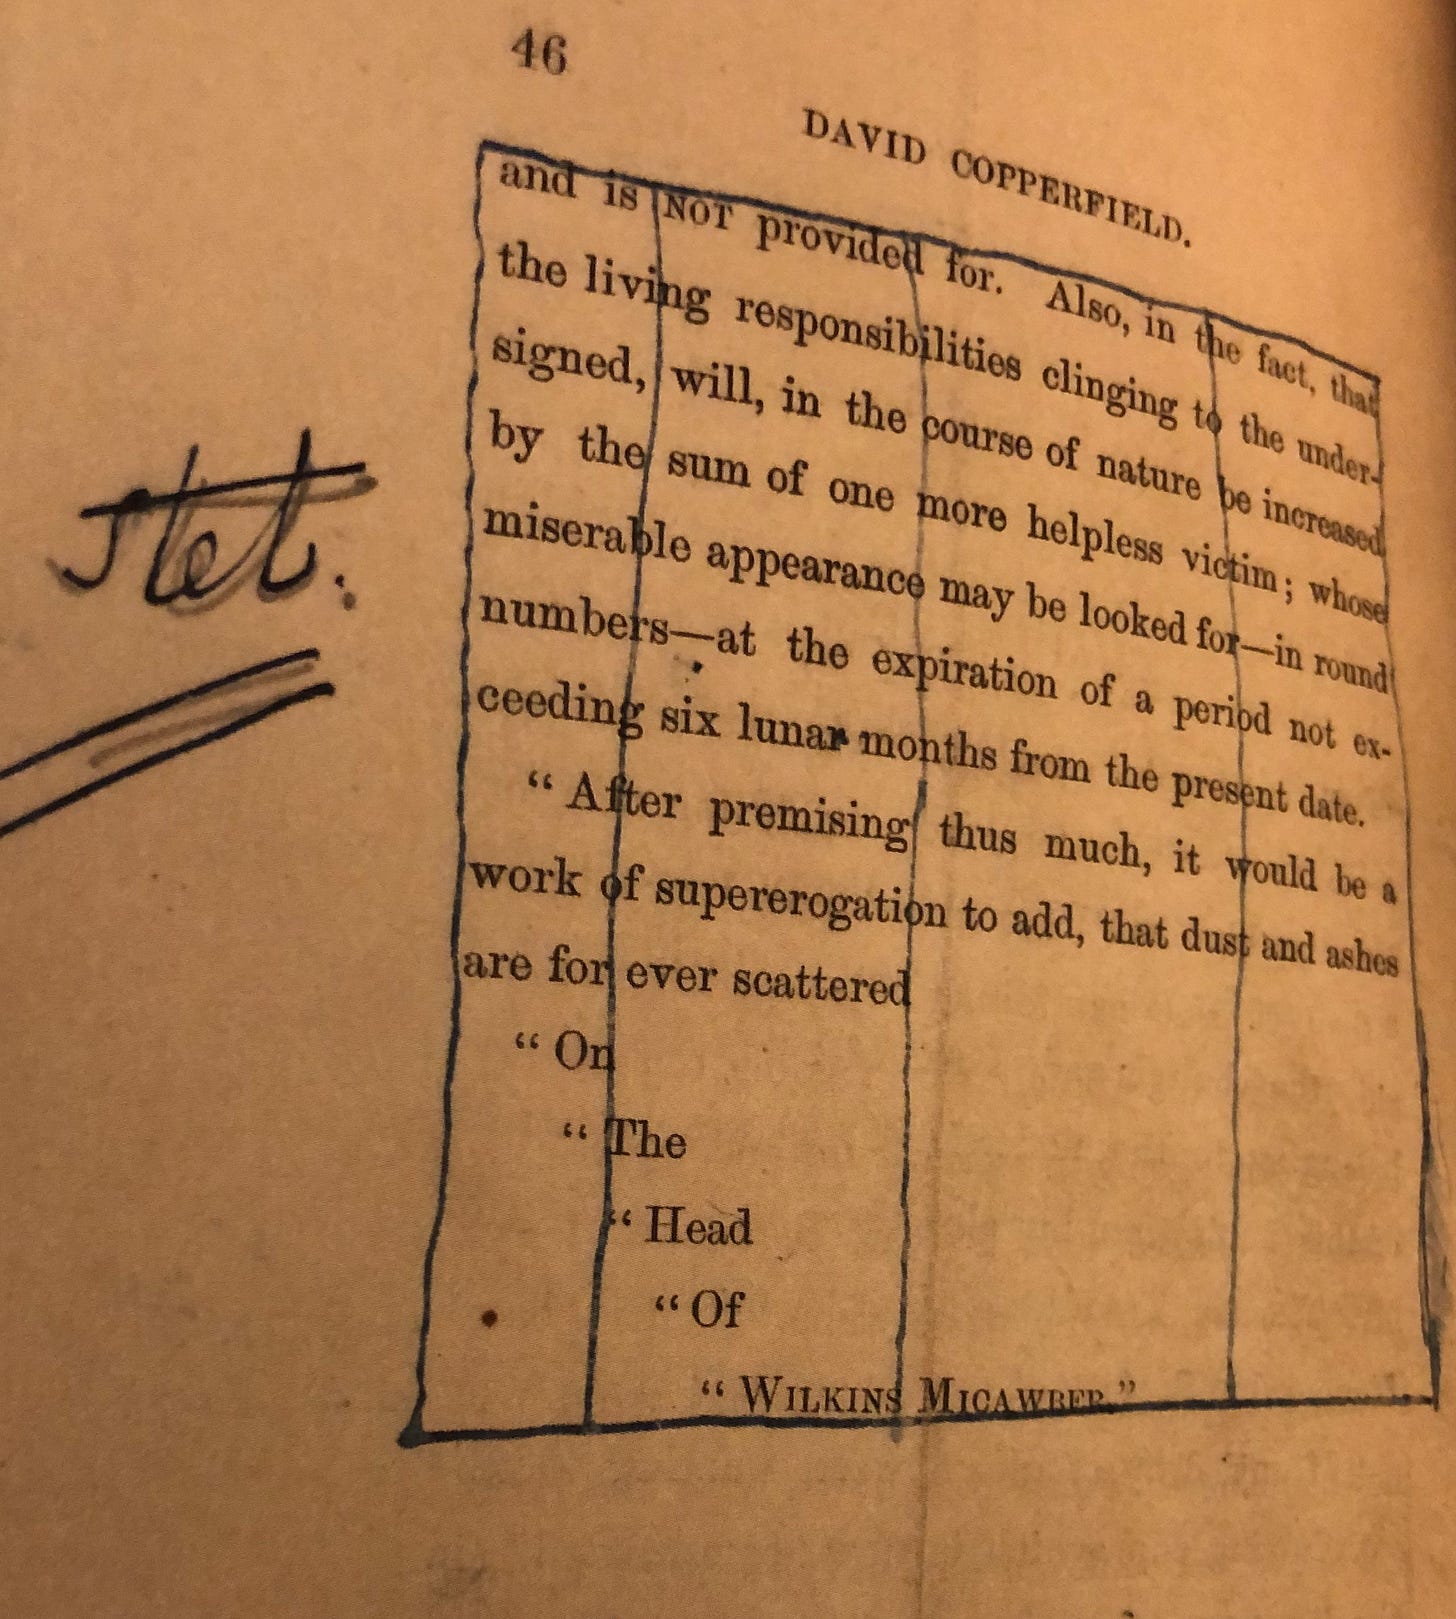 46
DAVID COPPERFIELD.
and is NOT provided for. Also, in the fact, that
the living responsibilities clinging to the under-
signed, will, in the course of nature be increased
by the sum of one more helpless victim; whose
miserable appearance may be looked for—in round
numbers—at the expiration of a period not ex-
ceeding six lunar months from the present date.
“After premising thus much, it would be a
work of supererogation to add, that dust and ashes
are for ever scattered
“On
“The
“Head
“Of
“WILKINS MICAWBER.”
stet.